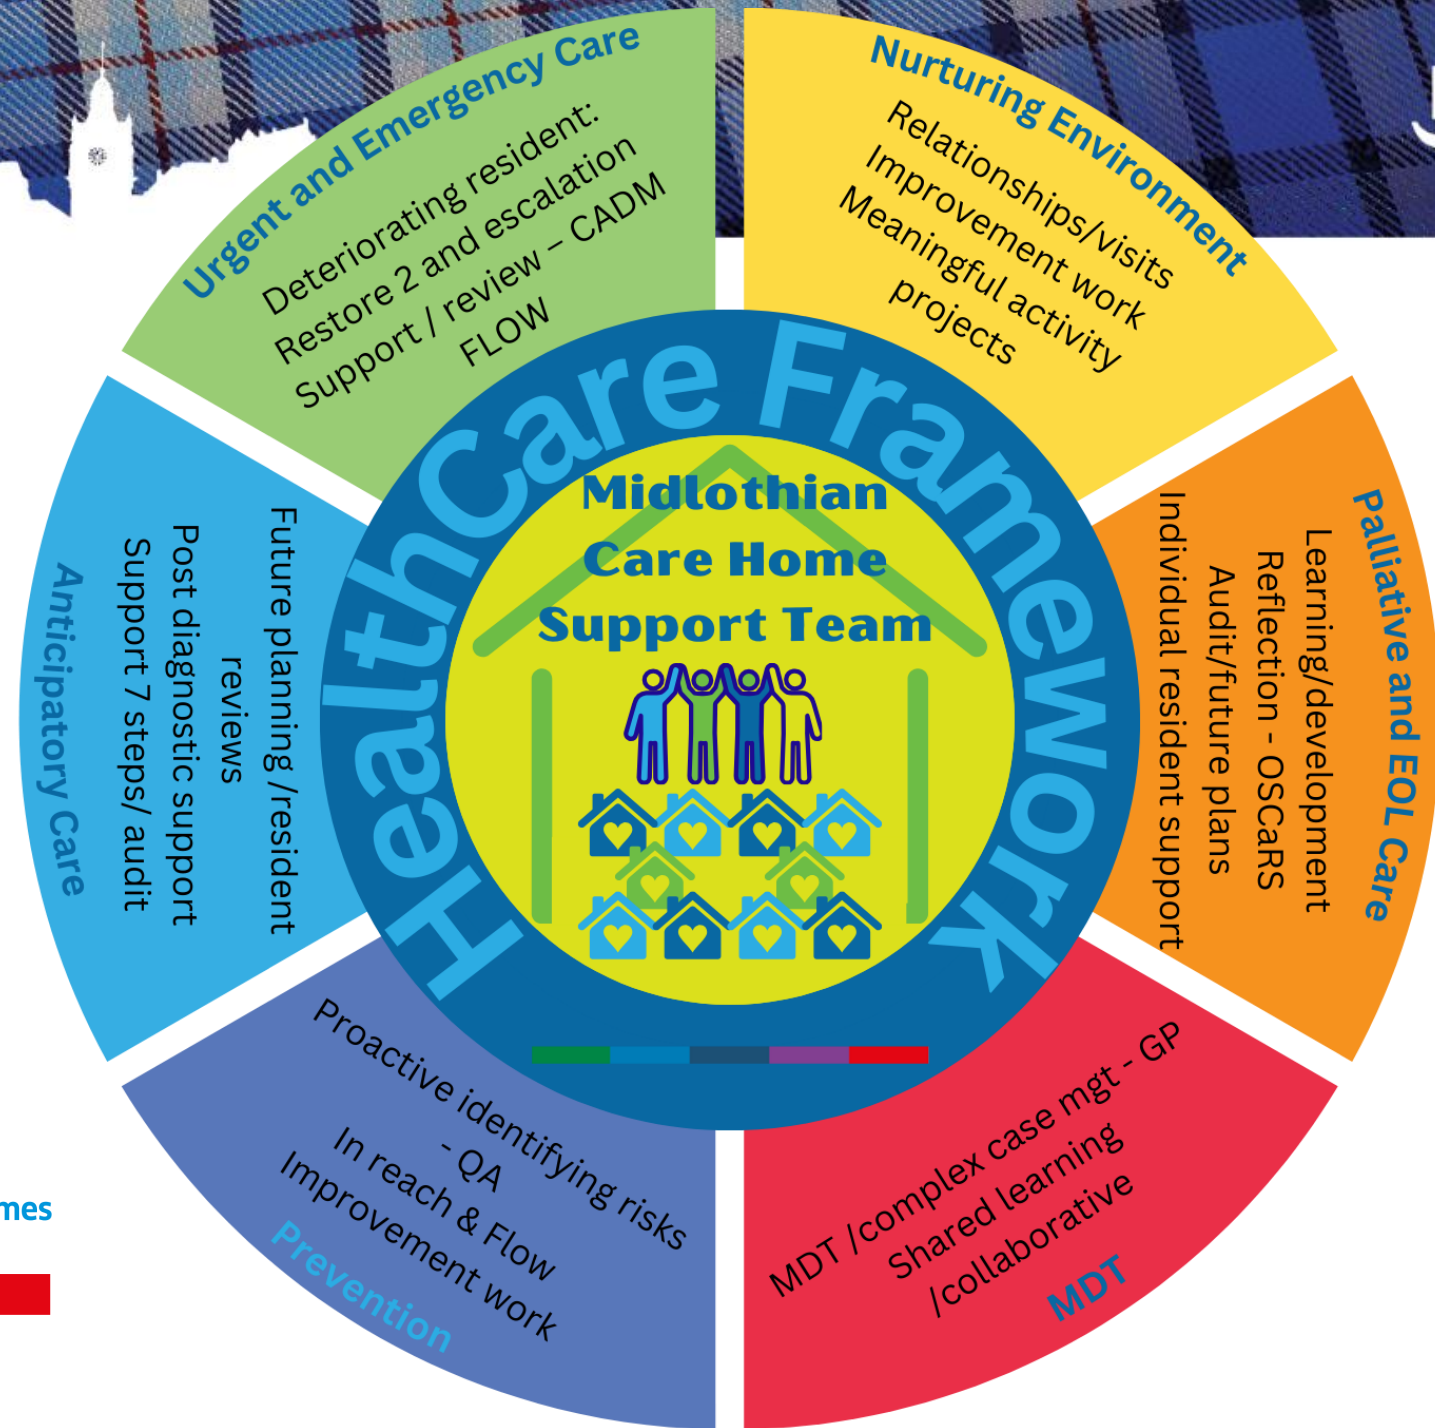 Urgent and Emergency Care
Deteriorating resident:
Restore 2 and escalation
Support / review – CADM
FLOW
Nurturing Environment
Relationships/visits
Improvement work
Meaningful activity
projects
Palliative and EOL Care
Learning/development
Reflection - OSCaRS
Audit/future plans
Individual resident support
MDT /complex case mgt - GP
Shared learning
/collaborative
MDT
Proactive identifying risks
- QA
In reach & Flow
Improvement work
Prevention
Future planning /resident
reviews
Post diagnostic support
Support 7 steps/ audit
Anticipatory Care
HealthCare Framework
Midlothian
Care Home
Support Team